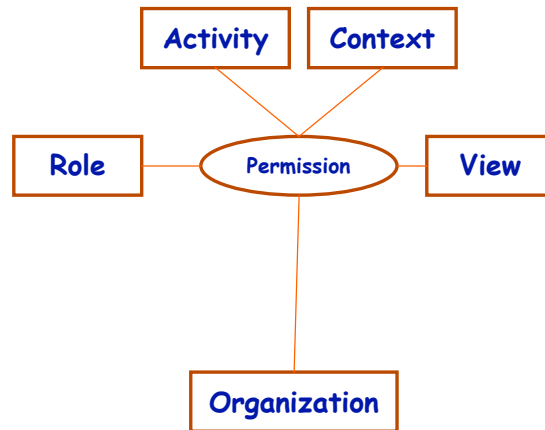 Activity
Context
Role
Permission
View
Organization